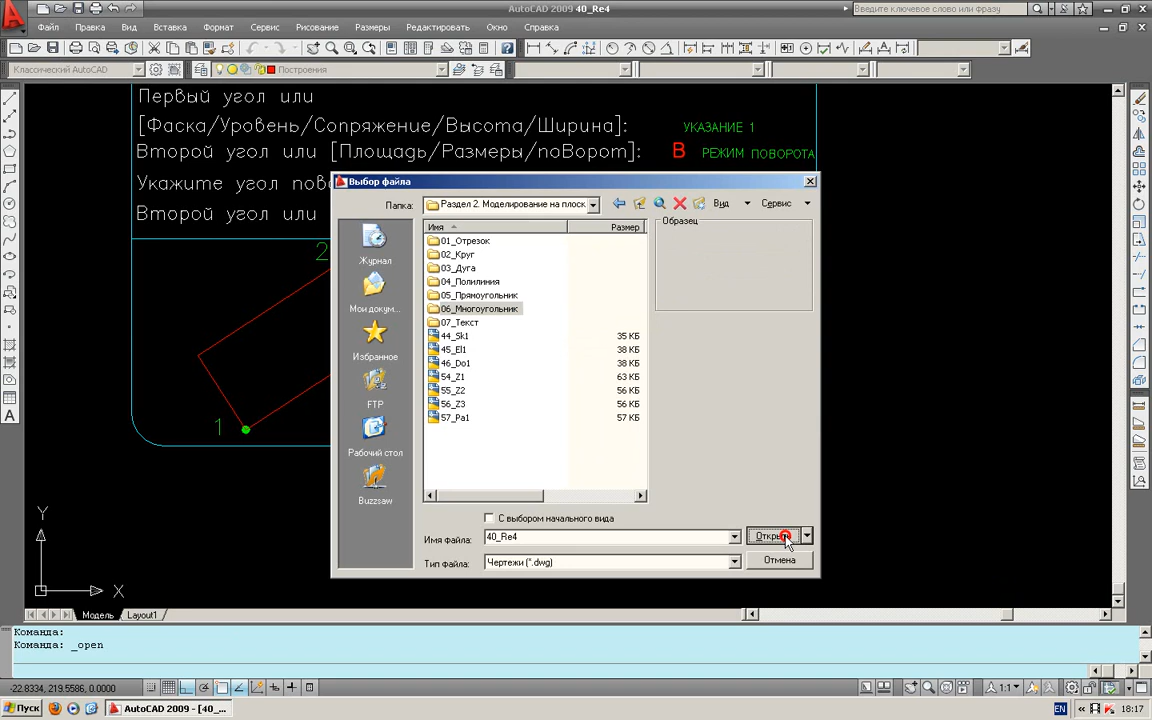 AutoCAD 2009 40_Re4
Введите ключевое слово или фразу
Файл Правка Вид Вставка Формат Сервис Рисование Размеры Редактировать Окно Справка
Классический AutoCAD
Построения
Первый угол или
[Фаска/Уровень/Сопряжение/Высота/Ширина]: УКАЗАНИЕ 1
Второй угол или [Площадь/Размеры/поВорот]: В РЕЖИМ ПОВОРОТА
Укажите угол пов
Второй угол или
2
1
Выбор файла
Папка: Раздел 2. Моделирование на плоск
Вид Сервис
Имя Размер
Образец
01_Отрезок
02_Круг
03_Дуга
04_Полилиния
05_Прямоугольник
06_Многоугольник
07_Текст
44_Sk1 35 КБ
45_El1 38 КБ
46_Do1 38 КБ
54_Z1 63 КБ
55_Z2 56 КБ
56_Z3 56 КБ
57_Pa1 57 КБ
Журнал
Мои докум...
Избранное
FTP
Рабочий стол
Buzzsaw
С выбором начального вида
Имя файла: 40_Re4
Тип файла: Чертежи (*.dwg)
Отмена
Y
X
Модель Layout1
Команда:
Команда: _open
-22.8334, 219.5586, 0.0000
1:1
Пуск AutoCAD 2009 - [40_... EN 18:17